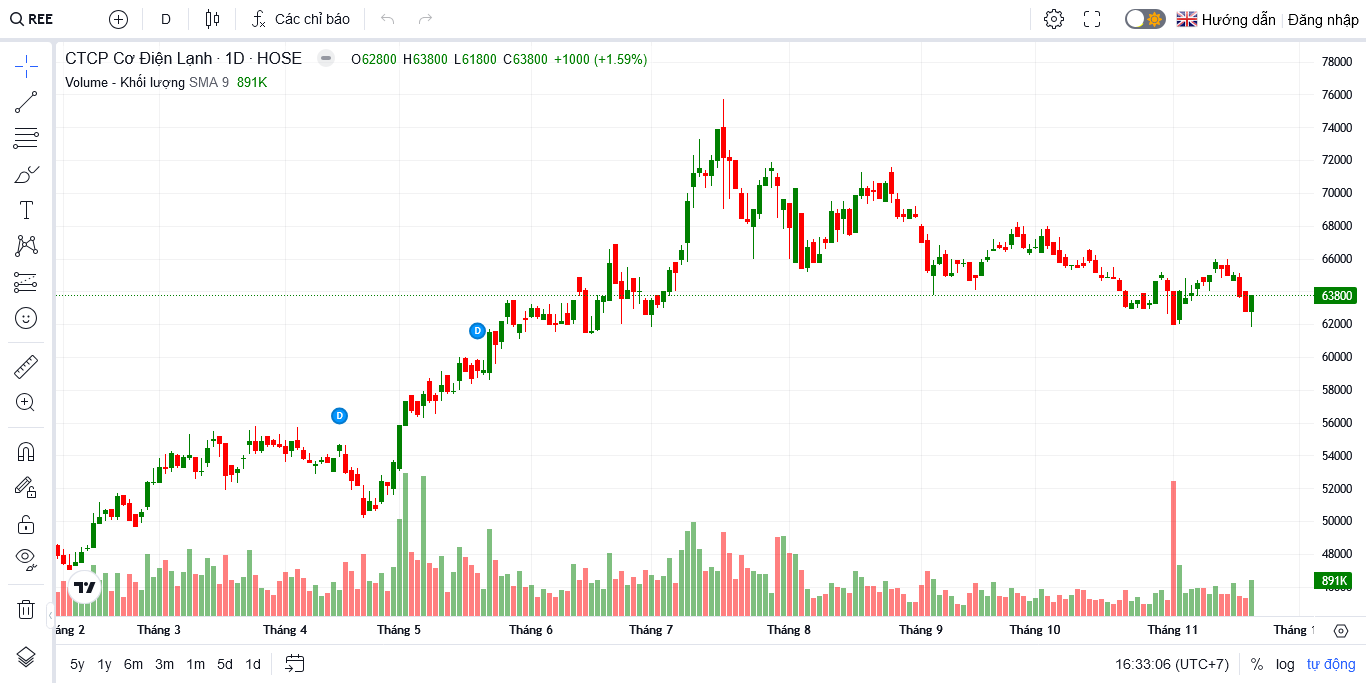 REE D Các chỉ báo Hướng dẫn Đăng nhập
CTCP Cơ Điện Lạnh · 1D · HOSE O62800 H63800 L61800 C63800 +1000 (+1.59%)
Volume - Khối lượng SMA 9 891K
78000
76000
74000
72000
70000
68000
66000
63800
62000
60000
58000
56000
54000
52000
50000
48000
891K
D
D
áng 2 Tháng 3 Tháng 4 Tháng 5 Tháng 6 Tháng 7 Tháng 8 Tháng 9 Tháng 10 Tháng 11 Tháng 1
5y 1y 6m 3m 1m 5d 1d 16:33:06 (UTC+7) % log tự động